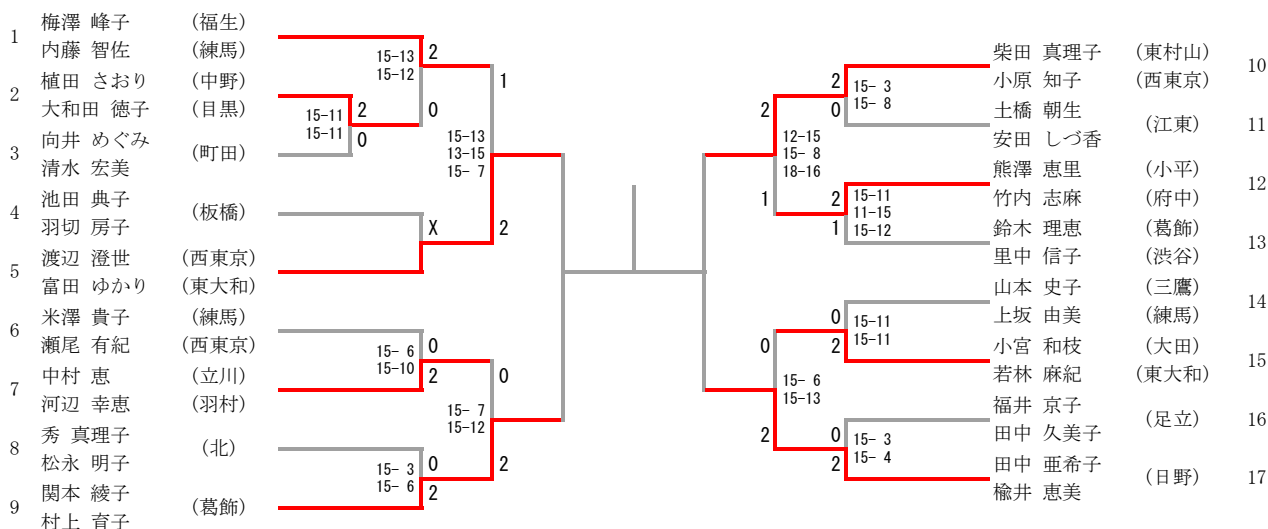 1
梅澤 峰子 (福生)
内藤 智佐 (練馬)
2
植田 さおり (中野)
大和田 徳子 (目黒)
3
向井 めぐみ
(町田)
清水 宏美
4
池田 典子
(板橋)
羽切 房子
5
渡辺 澄世 (西東京)
富田 ゆかり (東大和)
6
米澤 貴子 (練馬)
瀬尾 有紀 (西東京)
7
中村 恵 (立川)
河辺 幸恵 (羽村)
8
秀 真理子
(北)
松永 明子
9
関本 綾子
(葛飾)
村上 育子
15-13
15-12
2
0
15-11
15-11
2
0
1
15-13
13-15
15- 7
2
X
15- 6
15-10
0
2
0
15- 7
15-12
2
15- 3
15- 6
0
2
柴田 真理子 (東村山)
小原 知子 (西東京)
10
土橋 朝生
(江東)
安田 しづ香
11
熊澤 恵里 (小平)
竹内 志麻 (府中)
12
鈴木 理恵 (葛飾)
里中 信子 (渋谷)
13
山本 史子 (三鷹)
上坂 由美 (練馬)
14
小宮 和枝 (大田)
若林 麻紀 (東大和)
15
福井 京子
(足立)
田中 久美子
16
田中 亜希子
(日野)
楡井 恵美
17
2
0
15- 3
15- 8
2
12-15
15- 8
18-16
1
2
1
15-11
11-15
15-12
0
2
15-11
15-11
0
15- 6
15-13
2
0
2
15- 3
15- 4